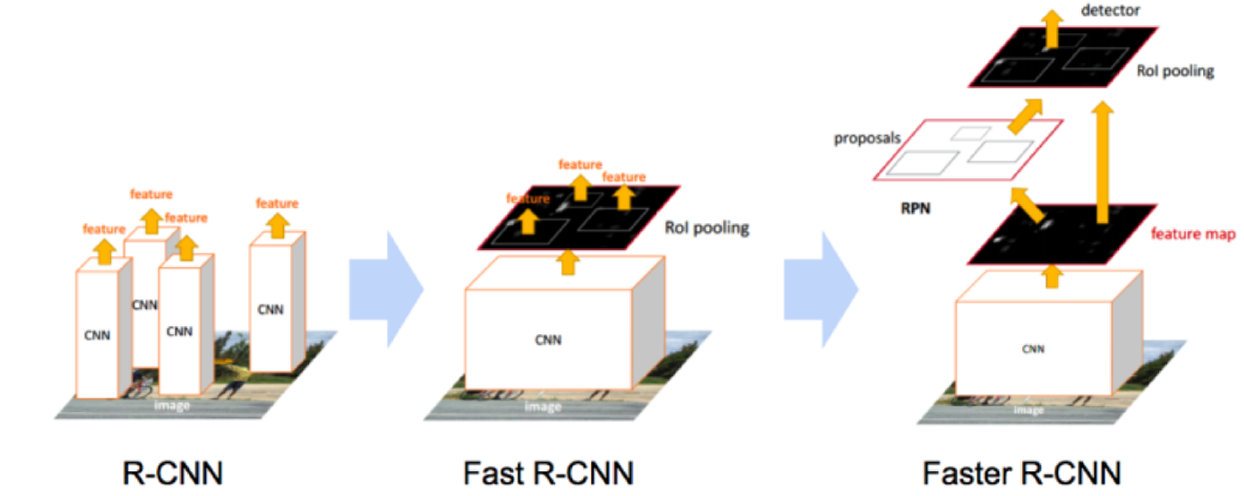 feature
feature
feature
feature
CNN
CNN
CNN
CNN
image
R-CNN
feature
feature
feature
RoI pooling
CNN
image
Fast R-CNN
detector
RoI pooling
proposals
RPN
feature map
CNN
image
Faster R-CNN